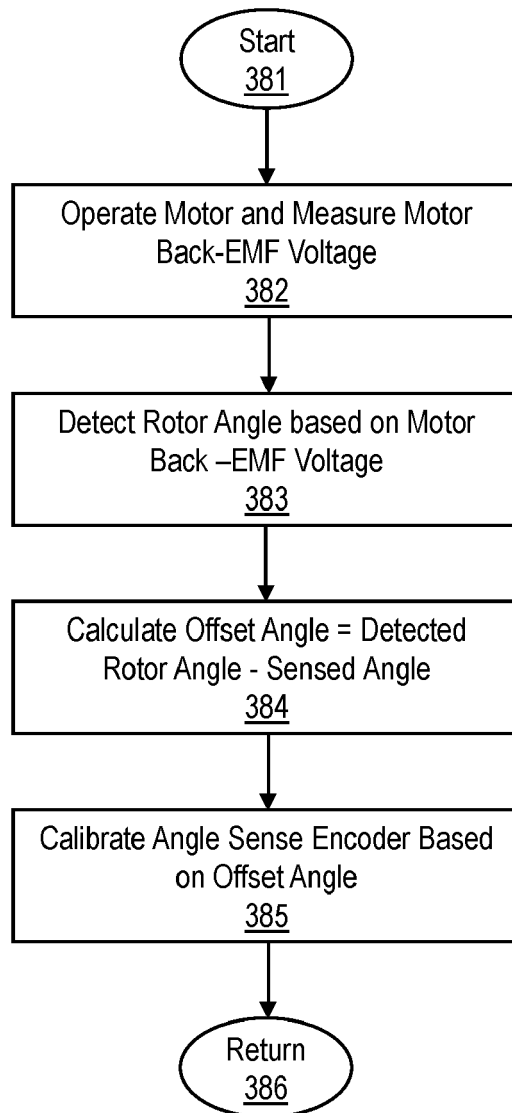 Start
381
Operate Motor and Measure Motor
Back-EMF Voltage
382
Detect Rotor Angle based on Motor
Back –EMF Voltage
383
Calculate Offset Angle = Detected
Rotor Angle - Sensed Angle
384
Calibrate Angle Sense Encoder Based
on Offset Angle
385
Return
386